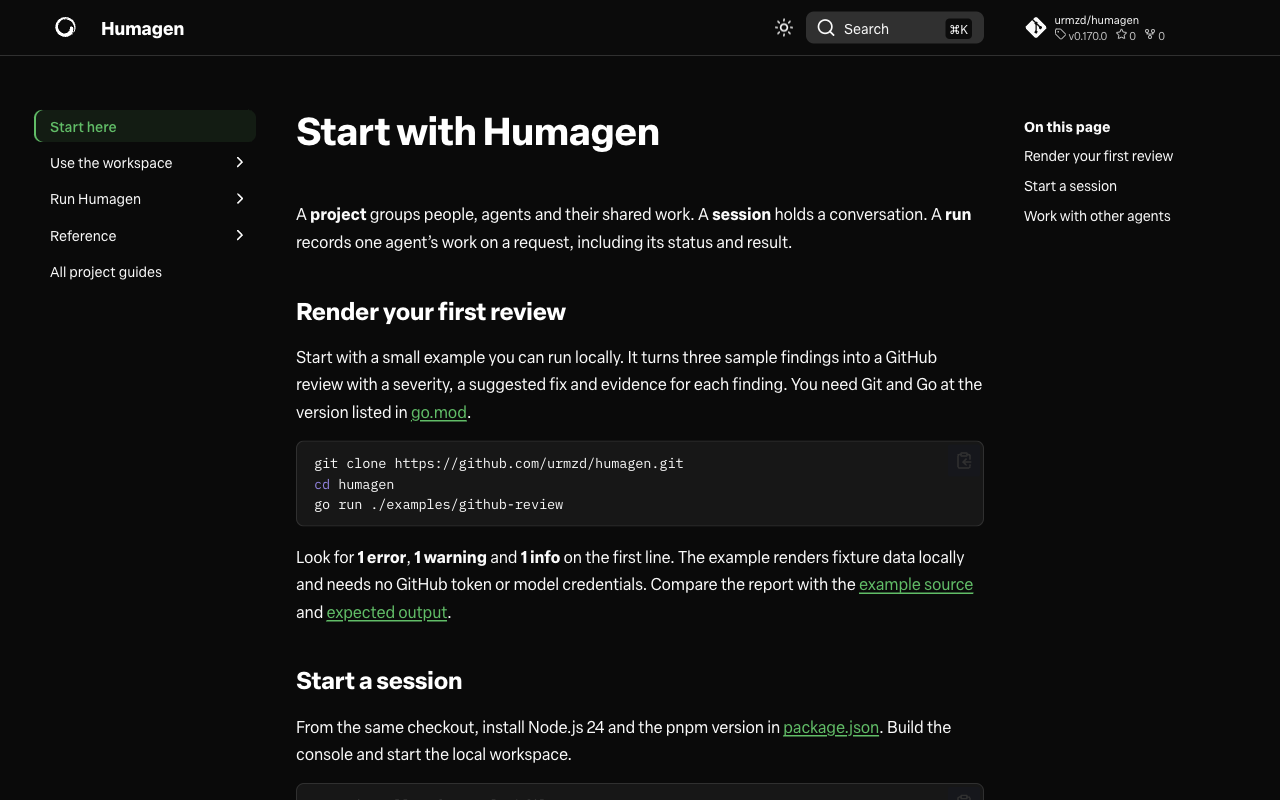 Humagen
Search
⌘K
urmzd/humagen
v0.170.0 0 0
Start here
Use the workspace
Run Humagen
Reference
All project guides
Start with Humagen
A project groups people, agents and their shared work. A session holds a conversation. A run
records one agent’s work on a request, including its status and result.
Render your first review
Start with a small example you can run locally. It turns three sample findings into a GitHub
review with a severity, a suggested fix and evidence for each finding. You need Git and Go at the
version listed in go.mod.
git clone https://github.com/urmzd/humagen.git
cd humagen
go run ./examples/github-review
Look for 1 error, 1 warning and 1 info on the first line. The example renders fixture data locally
and needs no GitHub token or model credentials. Compare the report with the example source
and expected output.
Start a session
From the same checkout, install Node.js 24 and the pnpm version in package.json. Build the
console and start the local workspace.
On this page
Render your first review
Start a session
Work with other agents